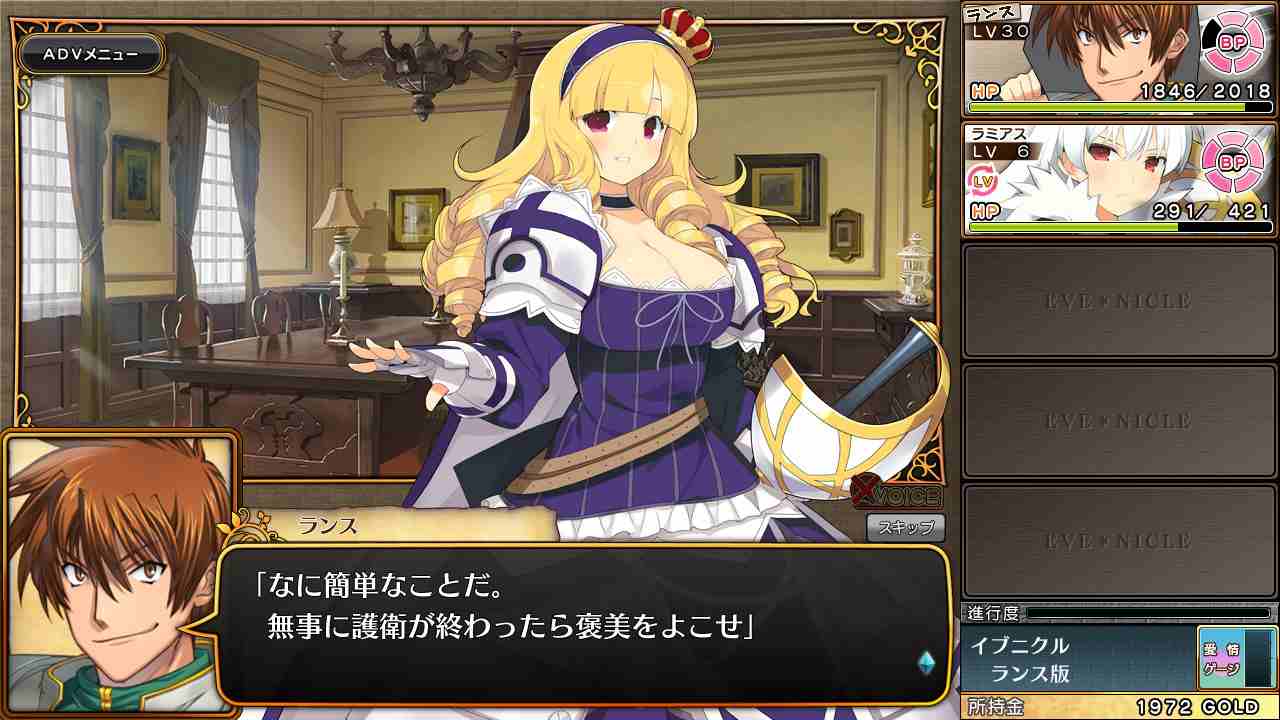 ADVメニュー
VOICE
スキップ
ランス
「なに簡単なことだ。
無事に護衛が終わったら褒美をよこせ」
ランス
LV30
BP
HP 1846/2018
ラミアス
LV 6
BP
LV
HP 291/ 421
EVE*NICLE
EVE*NICLE
EVE*NICLE
進行度
イブニクル
ランス版
愛情
ゲージ
所持金 1972 GOLD